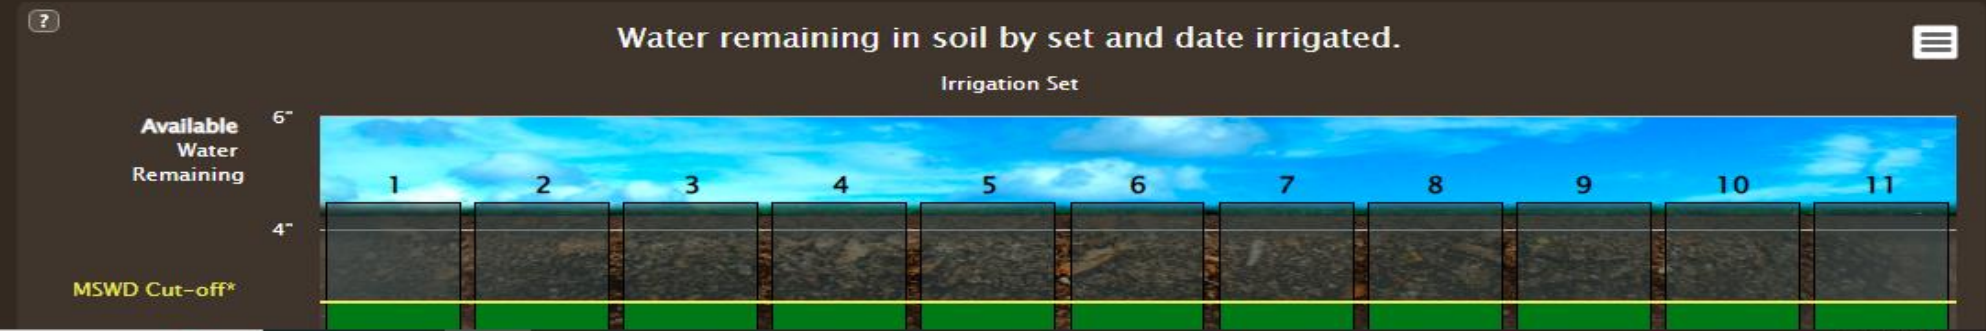 ?
Water remaining in soil by set and date irrigated.
Irrigation Set
Available
Water
Remaining
6"
1 2 3 4 5 6 7 8 9 10 11
4"
MSWD Cut-off*